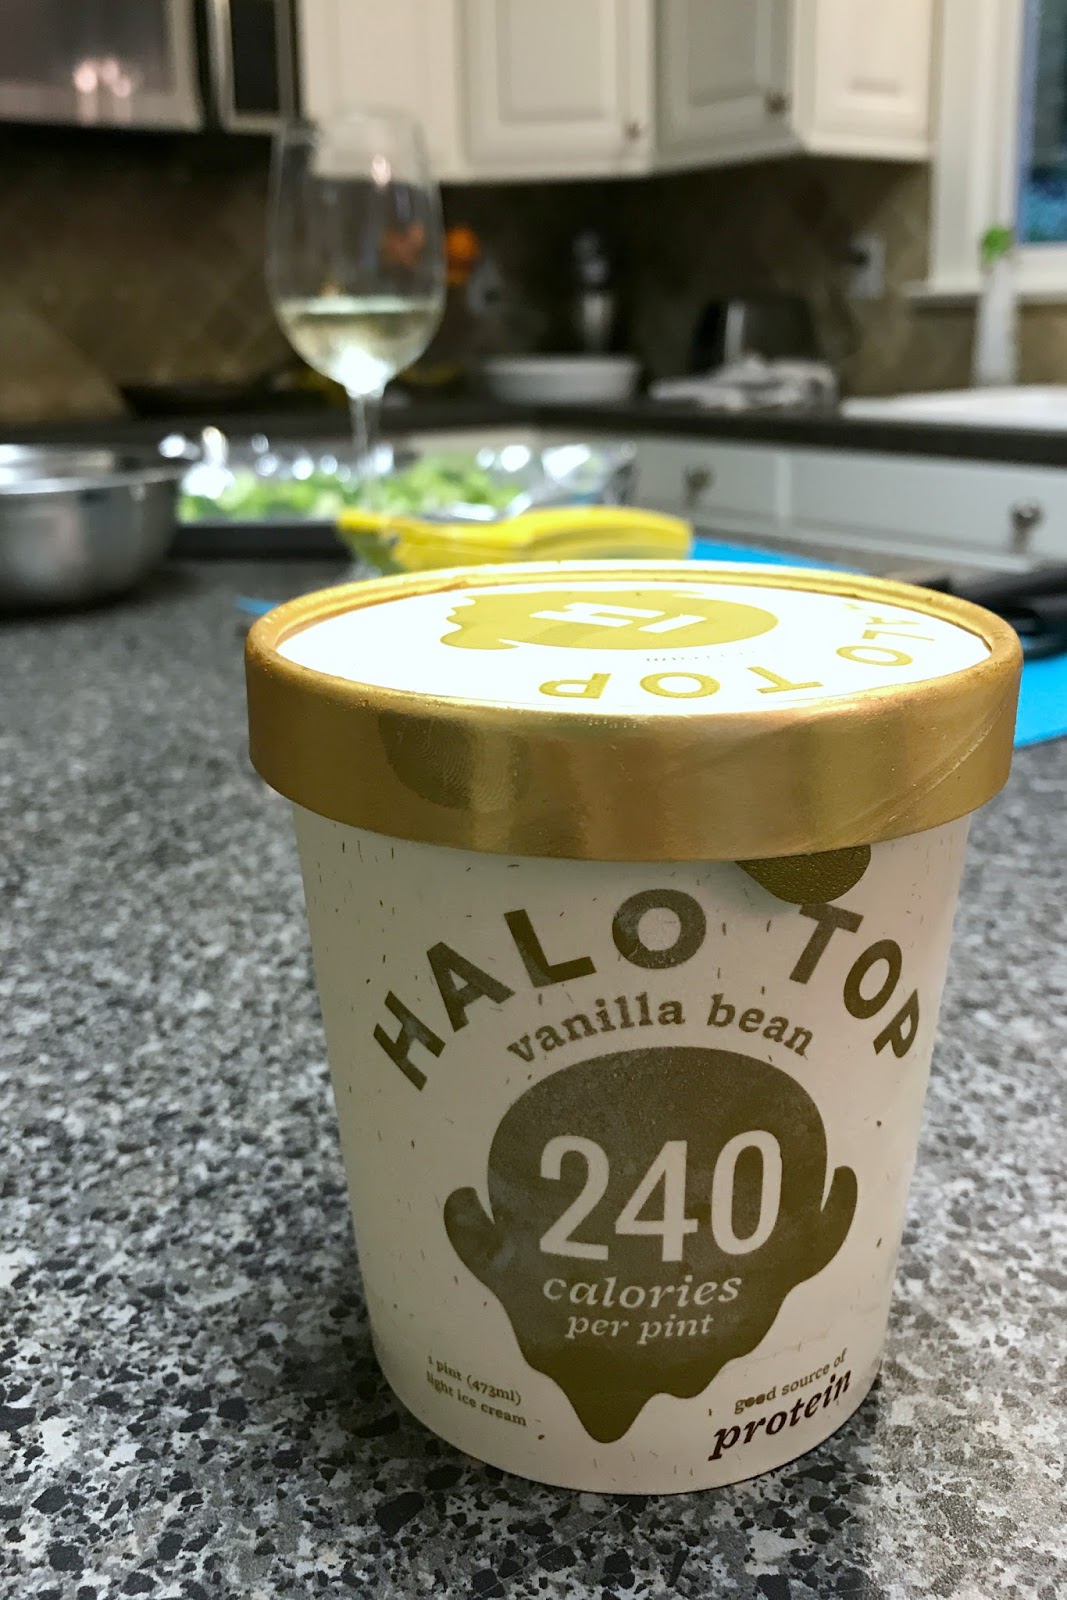 HALO TOP
HALO TOP
vanilla bean
240
calories
per pint
1 pint (473ml)
light ice cream
good source of
protein